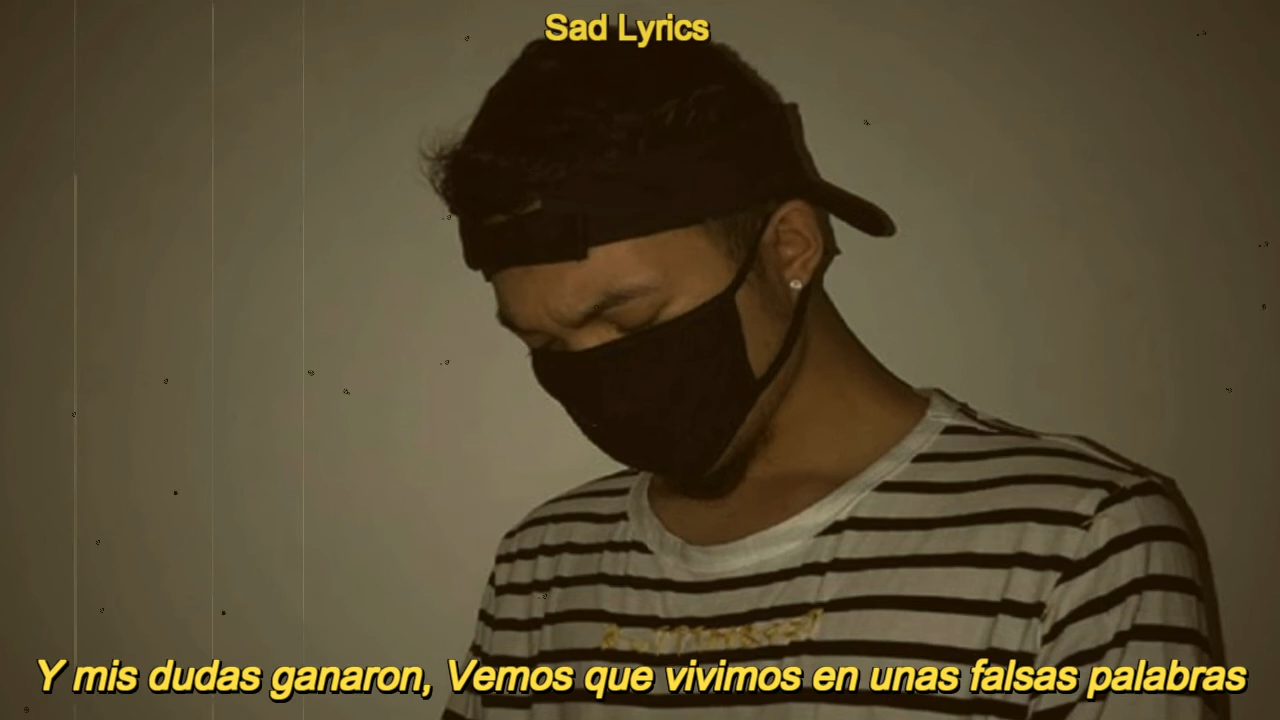 Sad Lyrics
Y mis dudas ganaron, Vemos que vivimos en unas falsas palabras